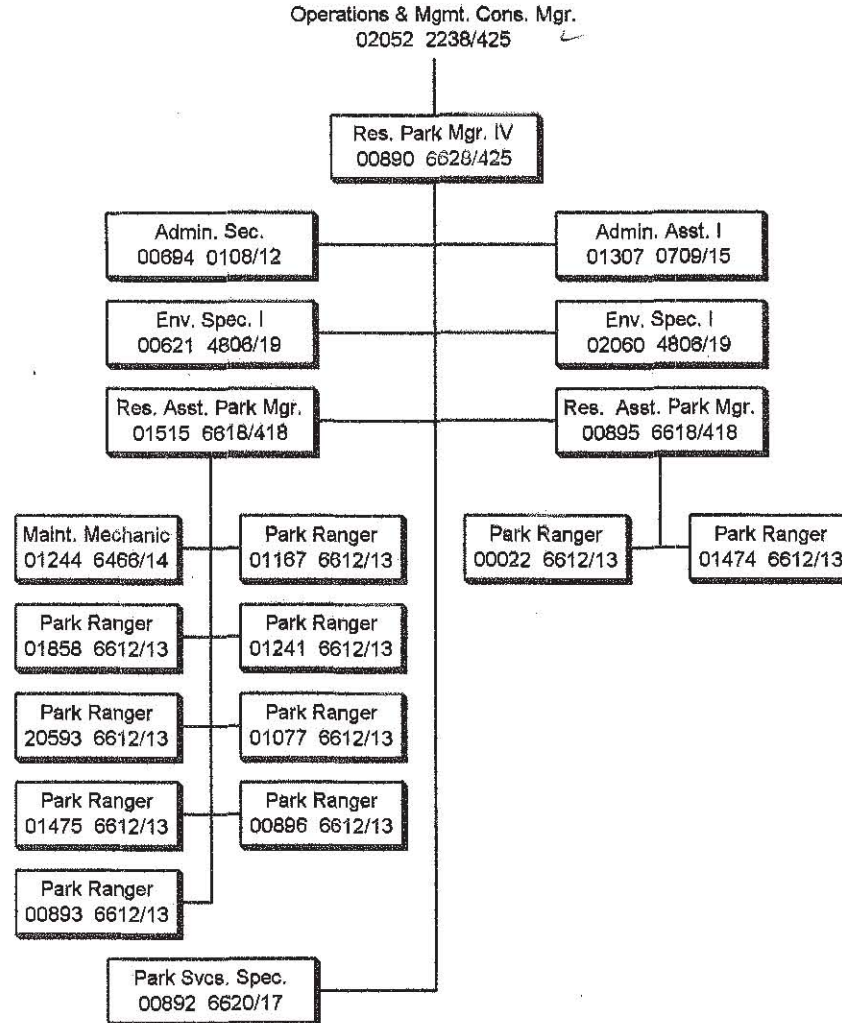 Operations & Mgmt. Cons. Mgr.
02052 2238/425
Res. Park Mgr. IV
00890 6628/425
Admin. Sec.
00694 0108/12
Admin. Asst. I
01307 0709/15
Env. Spec. I
00621 4806/19
Env. Spec. I
02060 4806/19
Res. Asst. Park Mgr.
01515 6618/418
Res. Asst. Park Mgr.
00895 6618/418
Maint. Mechanic
01244 6466/14
Park Ranger
01167 6612/13
Park Ranger
00022 6612/13
Park Ranger
01474 6612/13
Park Ranger
01858 6612/13
Park Ranger
01241 6612/13
Park Ranger
20593 6612/13
Park Ranger
01077 6612/13
Park Ranger
01475 6612/13
Park Ranger
00896 6612/13
Park Ranger
00893 6612/13
Park Svcs. Spec.
00892 6620/17